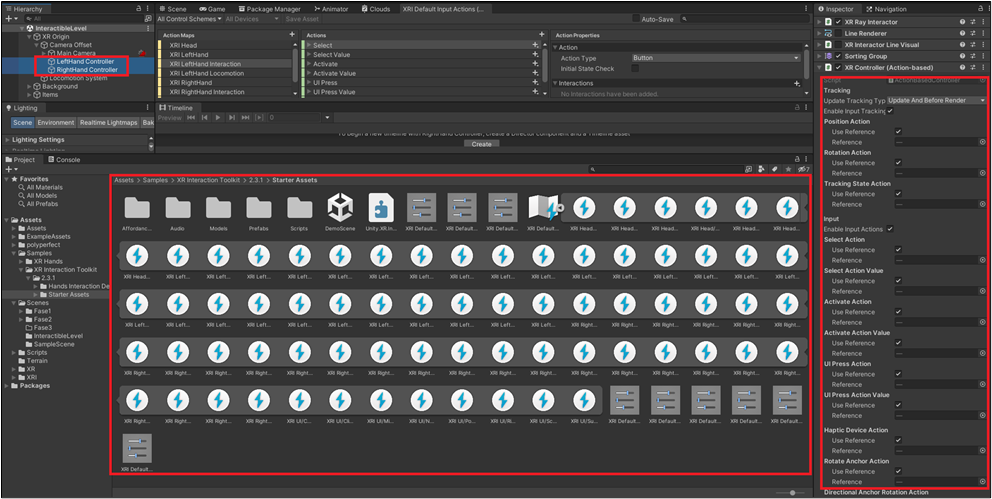 Hierarchy
All
InteractibleLevel
XR Origin
Camera Offset
Main Camera
LeftHand Controller
RightHand Controller
Locomotion System
Background
Items
Lighting
Scene Environment Realtime Lightmaps Bak
Lighting Settings
Scene Game Package Manager Animator Clouds XRI Default Input Actions (...
All Control Schemes All Devices Save Asset Auto-Save
Action Maps
XRI Head
XRI LeftHand
XRI LeftHand Interaction
XRI LeftHand Locomotion
XRI RightHand
XRI RightHand Interaction
Actions
Select
Select Value
Activate
Activate Value
UI Press
UI Press Value
Action Properties
Action
Action Type Button
Initial State Check
Interactions
No Interactions have been added.
Timeline
Preview 0
To begin a new timeline with RightHand Controller, create a Director component and a Timeline asset
Create
Project Console
Favorites
All Materials
All Models
All Prefabs
Assets
Assets
ExampleAssets
polyperfect
Samples
XR Hands
XR Interaction Toolkit
2.3.1
Hands Interaction De
Starter Assets
Scenes
Fase1
Fase2
Fase3
InteractibleLevel
SampleScene
Scripts
Terrain
XR
XRI
Packages
Assets > Samples > XR Interaction Toolkit > 2.3.1 > Starter Assets
Affordanc... Audio Models Prefabs Scripts DemoScene Unity.XR.In... XRI Default... XRI Default... XRI Default... XRI Default... XRI Head... XRI Head... XRI Head... XRI Head... XRI Head... XRI Head...
XRI Head... XRI Left... XRI Left... XRI Left... XRI Left... XRI Left... XRI Left... XRI Left... XRI Left... XRI Left... XRI Left... XRI Left... XRI Left... XRI Left... XRI Left... XRI Left... XRI Left...
XRI Left... XRI Left... XRI Left... XRI Left... XRI Left... XRI Left... XRI Left... XRI Left... XRI Left... XRI Left... XRI Left... XRI Right... XRI Right... XRI Right... XRI Right... XRI Right... XRI Right...
XRI Right... XRI Right... XRI Right... XRI Right... XRI Right... XRI Right... XRI Right... XRI Right... XRI Right... XRI Right... XRI Right... XRI Right... XRI Right... XRI Right... XRI Right... XRI Right... XRI Right...
XRI Right... XRI Right... XRI Right... XRI Right... XRI UI/C... XRI UI/Cli... XRI UI/M... XRI UI/N... XRI UI/Po... XRI UI/R... XRI UI/Sc... XRI UI/Su... XRI Default... XRI Default... XRI Default... XRI Default... XRI Default...
XRI Default...
Inspector Navigation
XR Ray Interactor
Line Renderer
XR Interactor Line Visual
Sorting Group
XR Controller (Action-based)
Script ActionBasedController
Tracking
Update Tracking Typ Update And Before Render
Enable Input Tracking
Position Action
Use Reference
Reference
Rotation Action
Use Reference
Reference
Tracking State Action
Use Reference
Reference
Input
Enable Input Actions
Select Action
Use Reference
Reference
Select Action Value
Use Reference
Reference
Activate Action
Use Reference
Reference
Activate Action Value
Use Reference
Reference
UI Press Action
Use Reference
Reference
UI Press Action Value
Use Reference
Reference
Haptic Device Action
Use Reference
Reference
Rotate Anchor Action
Use Reference
Reference
Directional Anchor Rotation Action